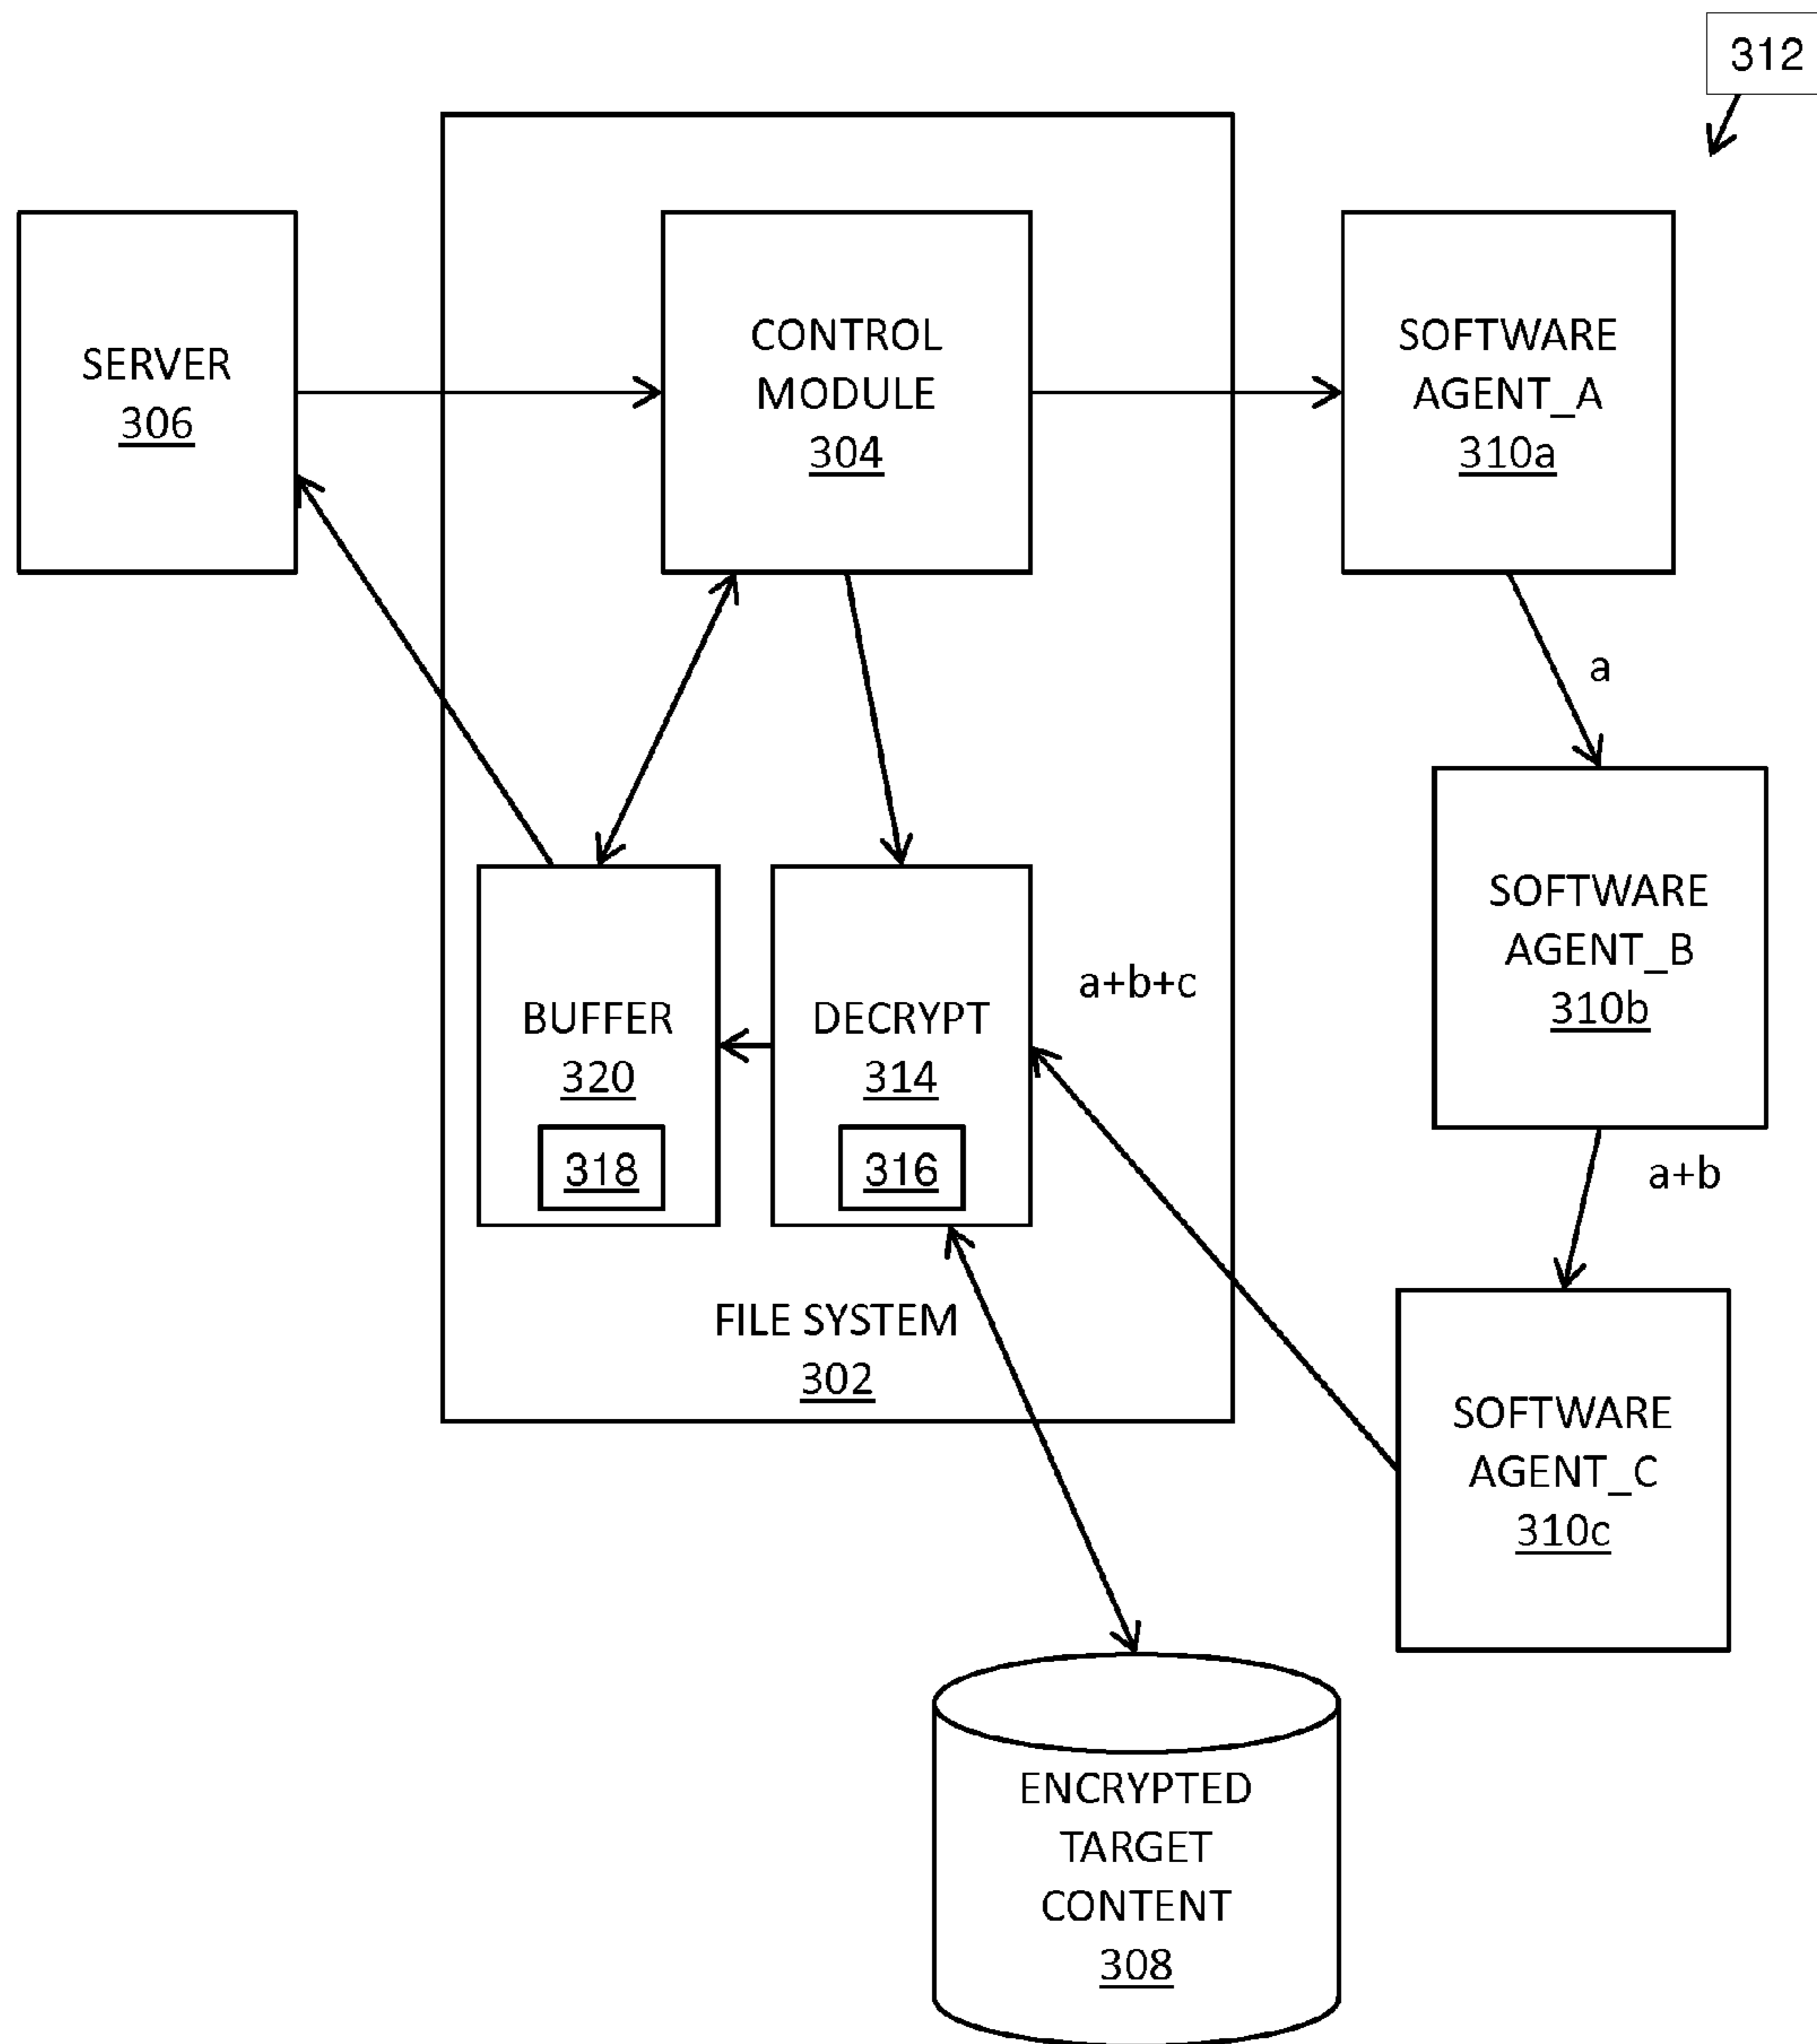 312
SERVER
306
CONTROL
MODULE
304
SOFTWARE
AGENT_A
310a
a
SOFTWARE
AGENT_B
310b
a+b+c
BUFFER
320
318
DECRYPT
314
316
a+b
FILE SYSTEM
302
SOFTWARE
AGENT_C
310c
ENCRYPTED
TARGET
CONTENT
308